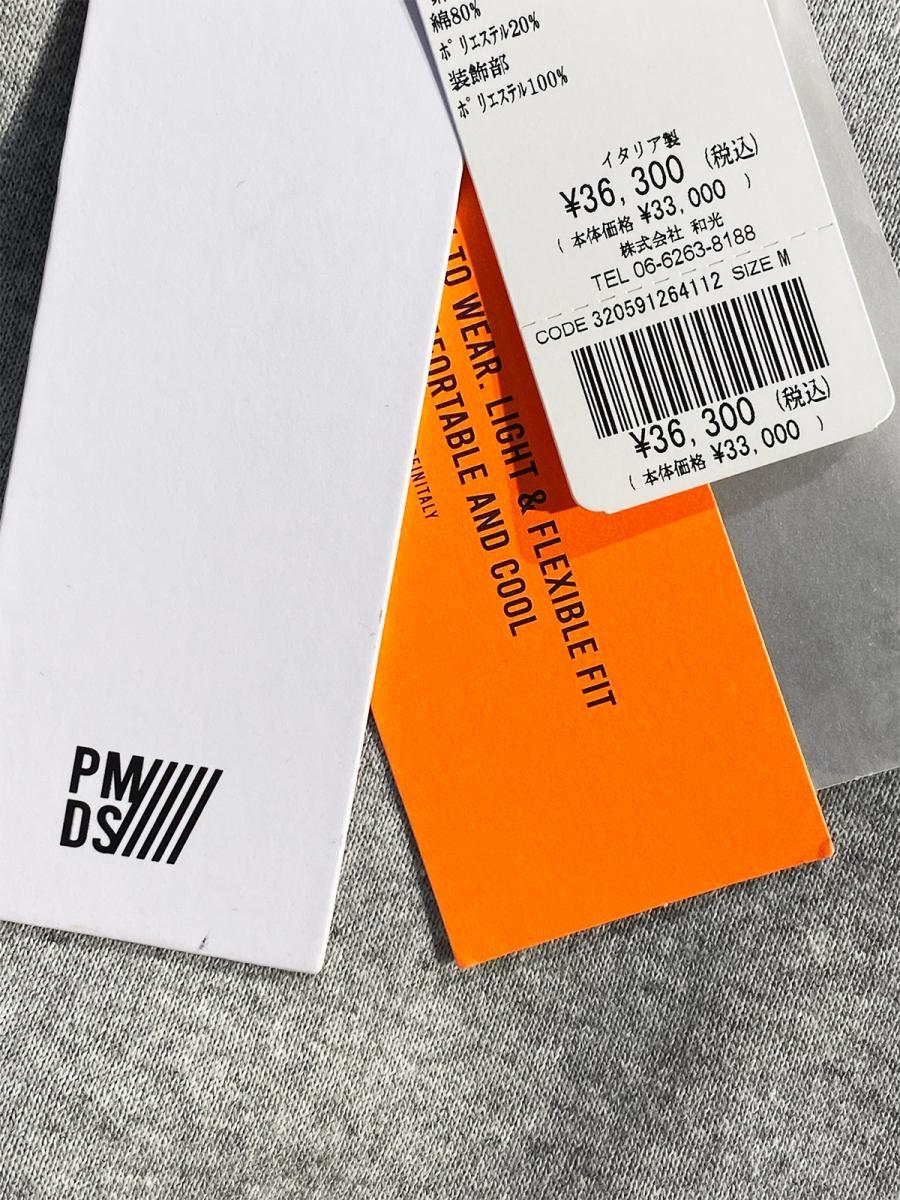 綿80%
ポリエステル20%
装飾部
ポリエステル100%
イタリア製
¥36,300 (税込)
(本体価格 ¥33,000 )
株式会社 和光
TEL 06-6263-8188
CODE 320591264112 SIZE M
¥36,300 (税込)
(本体価格 ¥33,000 )
TO WEAR. LIGHT & FLEXIBLE FIT
AND COOL
PM
DS